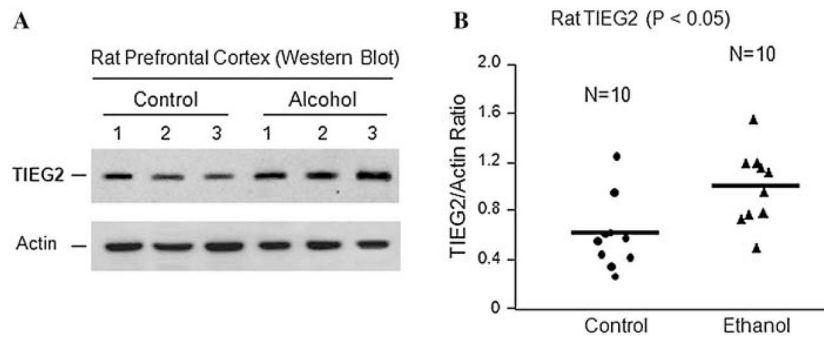 A
Rat Prefrontal Cortex (Western Blot)
Control Alcohol
1 2 3 1 2 3
TIEG2
Actin
B
Rat TIEG2 (P < 0.05)
N=10
N=10
TIEG2/Actin Ratio
2.0
1.6
1.2
0.8
0.4
0
Control Ethanol